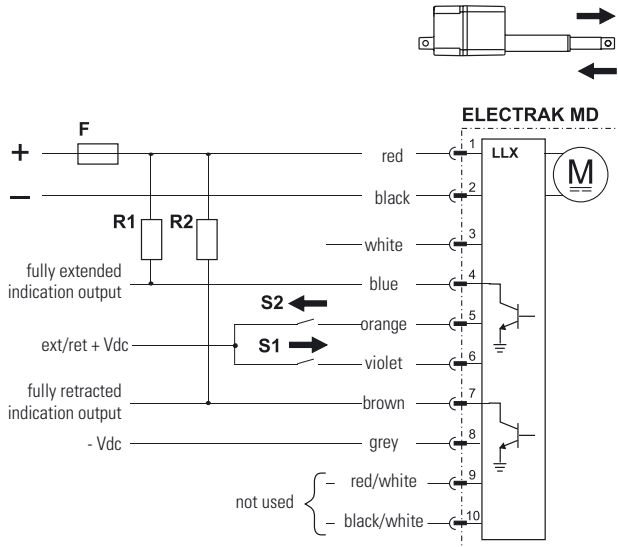 ELECTRAK MD
F
+
1
LLX
red
M
–
2
black
R1
R2
3
white
fully extended
indication output
4
blue
S2
5
orange
ext/ret + Vdc
S1
6
violet
fully retracted
indication output
7
brown
- Vdc
8
grey
9
red/white
not used
10
black/white